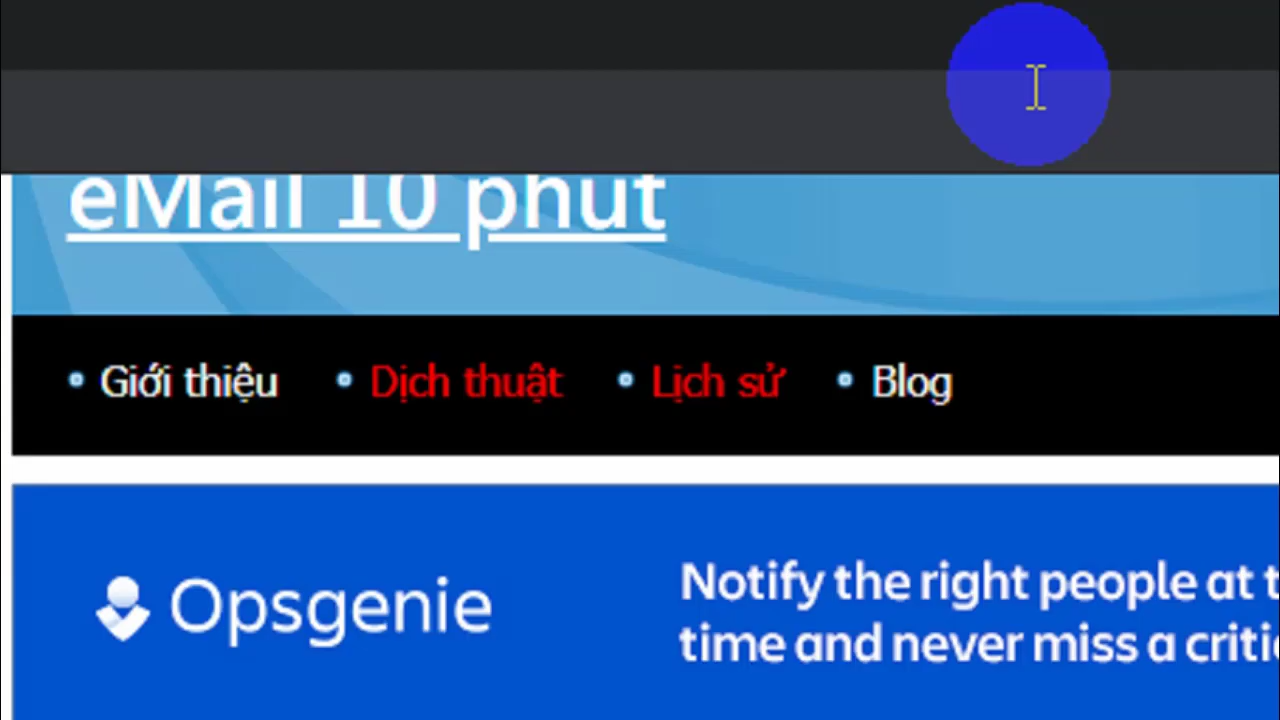 eMail 10 phút
Giới thiệu Dịch thuật Lịch sử Blog
Opsgenie
Notify the right people at
time and never miss a